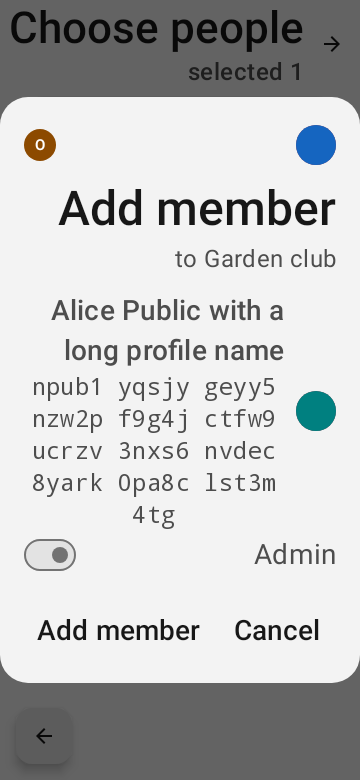 Choose people
selected 1
O
Add member
to Garden club
Alice Public with a
long profile name
npub1 yqsjy geyy5
nzw2p f9g4j ctfw9
ucrzv 3nxs6 nvdec
8yark 0pa8c lst3m
4tg
Admin
Add member
Cancel